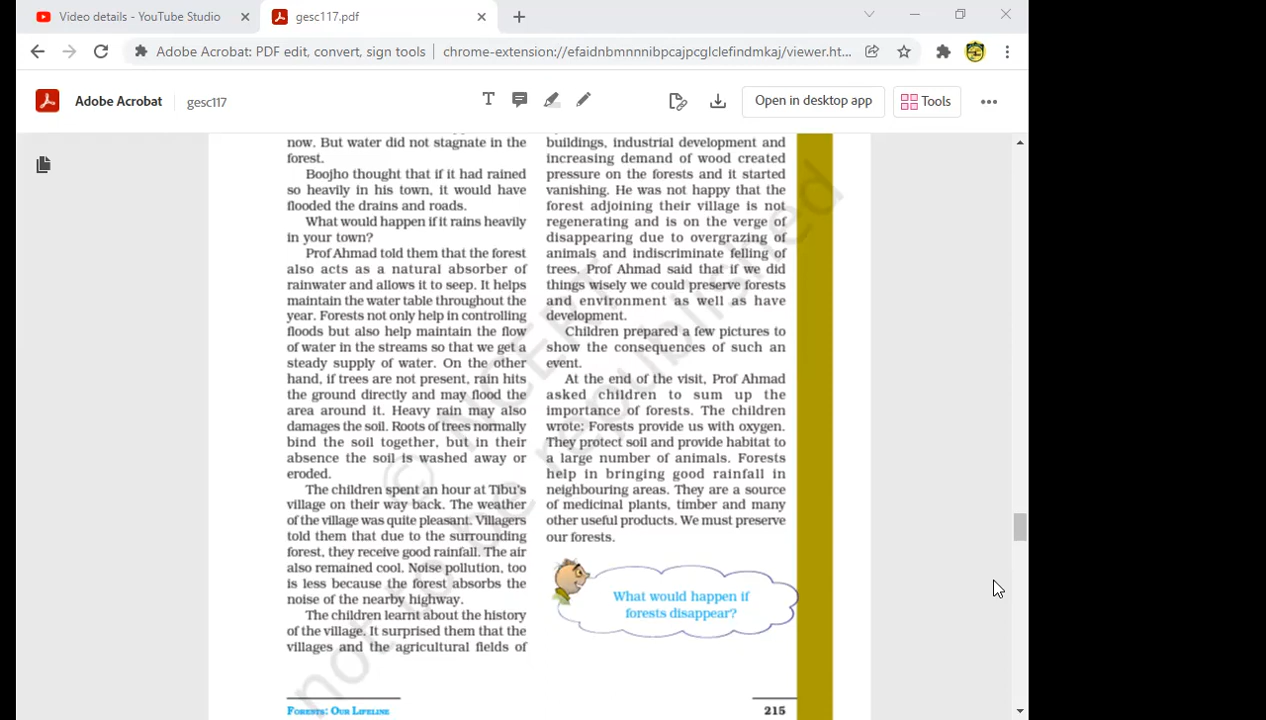 Video details - YouTube Studio
gesc117.pdf
Adobe Acrobat: PDF edit, convert, sign tools
chrome-extension://efaidnbmnnnibpcajpcglclefindmkaj/viewer.ht...
Adobe Acrobat
gesc117
Open in desktop app
Tools
now. But water did not stagnate in the
forest.
Boojho thought that if it had rained
so heavily in his town, it would have
flooded the drains and roads.
What would happen if it rains heavily
in your town?
Prof Ahmad told them that the forest
also acts as a natural absorber of
rainwater and allows it to seep. It helps
maintain the water table throughout the
year. Forests not only help in controlling
floods but also help maintain the flow
of water in the streams so that we get a
steady supply of water. On the other
hand, if trees are not present, rain hits
the ground directly and may flood the
area around it. Heavy rain may also
damages the soil. Roots of trees normally
bind the soil together, but in their
absence the soil is washed away or
eroded.
The children spent an hour at Tibu's
village on their way back. The weather
of the village was quite pleasant. Villagers
told them that due to the surrounding
forest, they receive good rainfall. The air
also remained cool. Noise pollution, too
is less because the forest absorbs the
noise of the nearby highway.
The children learnt about the history
of the village. It surprised them that the
villages and the agricultural fields of
buildings, industrial development and
increasing demand of wood created
pressure on the forests and it started
vanishing. He was not happy that the
forest adjoining their village is not
regenerating and is on the verge of
disappearing due to overgrazing of
animals and indiscriminate felling of
trees. Prof Ahmad said that if we did
things wisely we could preserve forests
and environment as well as have
development.
Children prepared a few pictures to
show the consequences of such an
event.
At the end of the visit, Prof Ahmad
asked children to sum up the
importance of forests. The children
wrote: Forests provide us with oxygen.
They protect soil and provide habitat to
a large number of animals. Forests
help in bringing good rainfall in
neighbouring areas. They are a source
of medicinal plants, timber and many
other useful products. We must preserve
our forests.
What would happen if
forests disappear?
FORESTS: OUR LIFELINE
215
© NCERT
not to be republished